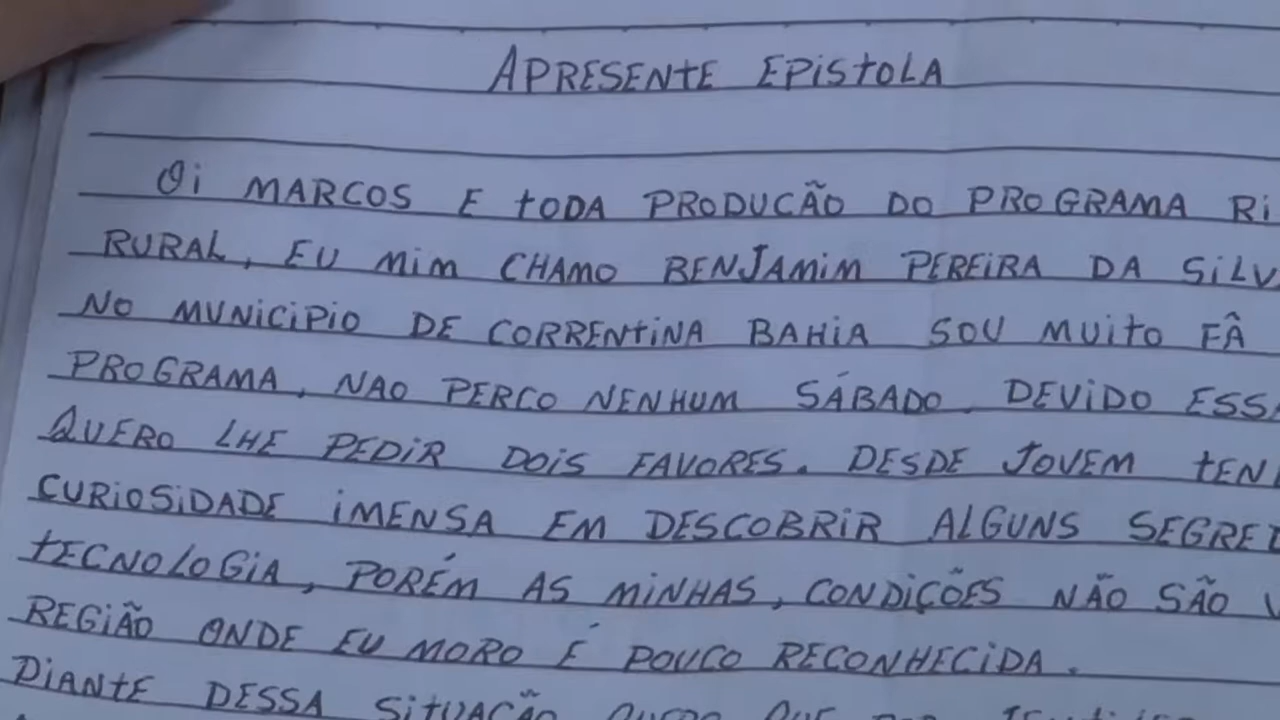 APRESENTE EPISTOLA
Oi MARCOS E TODA PRODUCÃO DO PROGRAMA
RURAL, EU MIM CHAMO BENJAMIM PEREIRA DA
NO MUNICIPIO DE CORRENTINA BAHIA SOU MUITO FÂ
PROGRAMA, NAO PERCO NENHUM SÁBADO. DEVIDO
QUERO LHE PEDIR DOIS FAVORES. DESDE JOVEM
CURIOSIDADE IMENSA EM DESCOBRIR ALGUNS
TECNOLOGIA, PORÉM AS MINHAS, CONDIÇÕES NÃO SÃO
REGIÃO ONDE EU MORO É POUCO RECONHECIDA.
DIANTE DESSA SITUAÇÃO